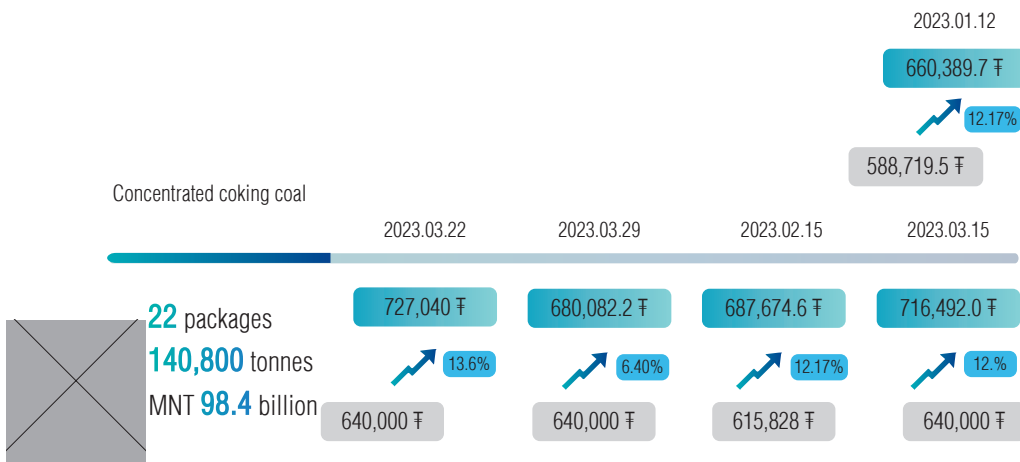 2023.01.12
660,389.7 ₮
12.17%
588,719.5 ₮
Concentrated coking coal
2023.03.22 2023.03.29 2023.02.15 2023.03.15
22 packages
140,800 tonnes
MNT 98.4 billion
727,040 ₮ 680,082.2 ₮ 687,674.6 ₮ 716,492.0 ₮
13.6% 6.40% 12.17% 12.%
640,000 ₮ 640,000 ₮ 615,828 ₮ 640,000 ₮